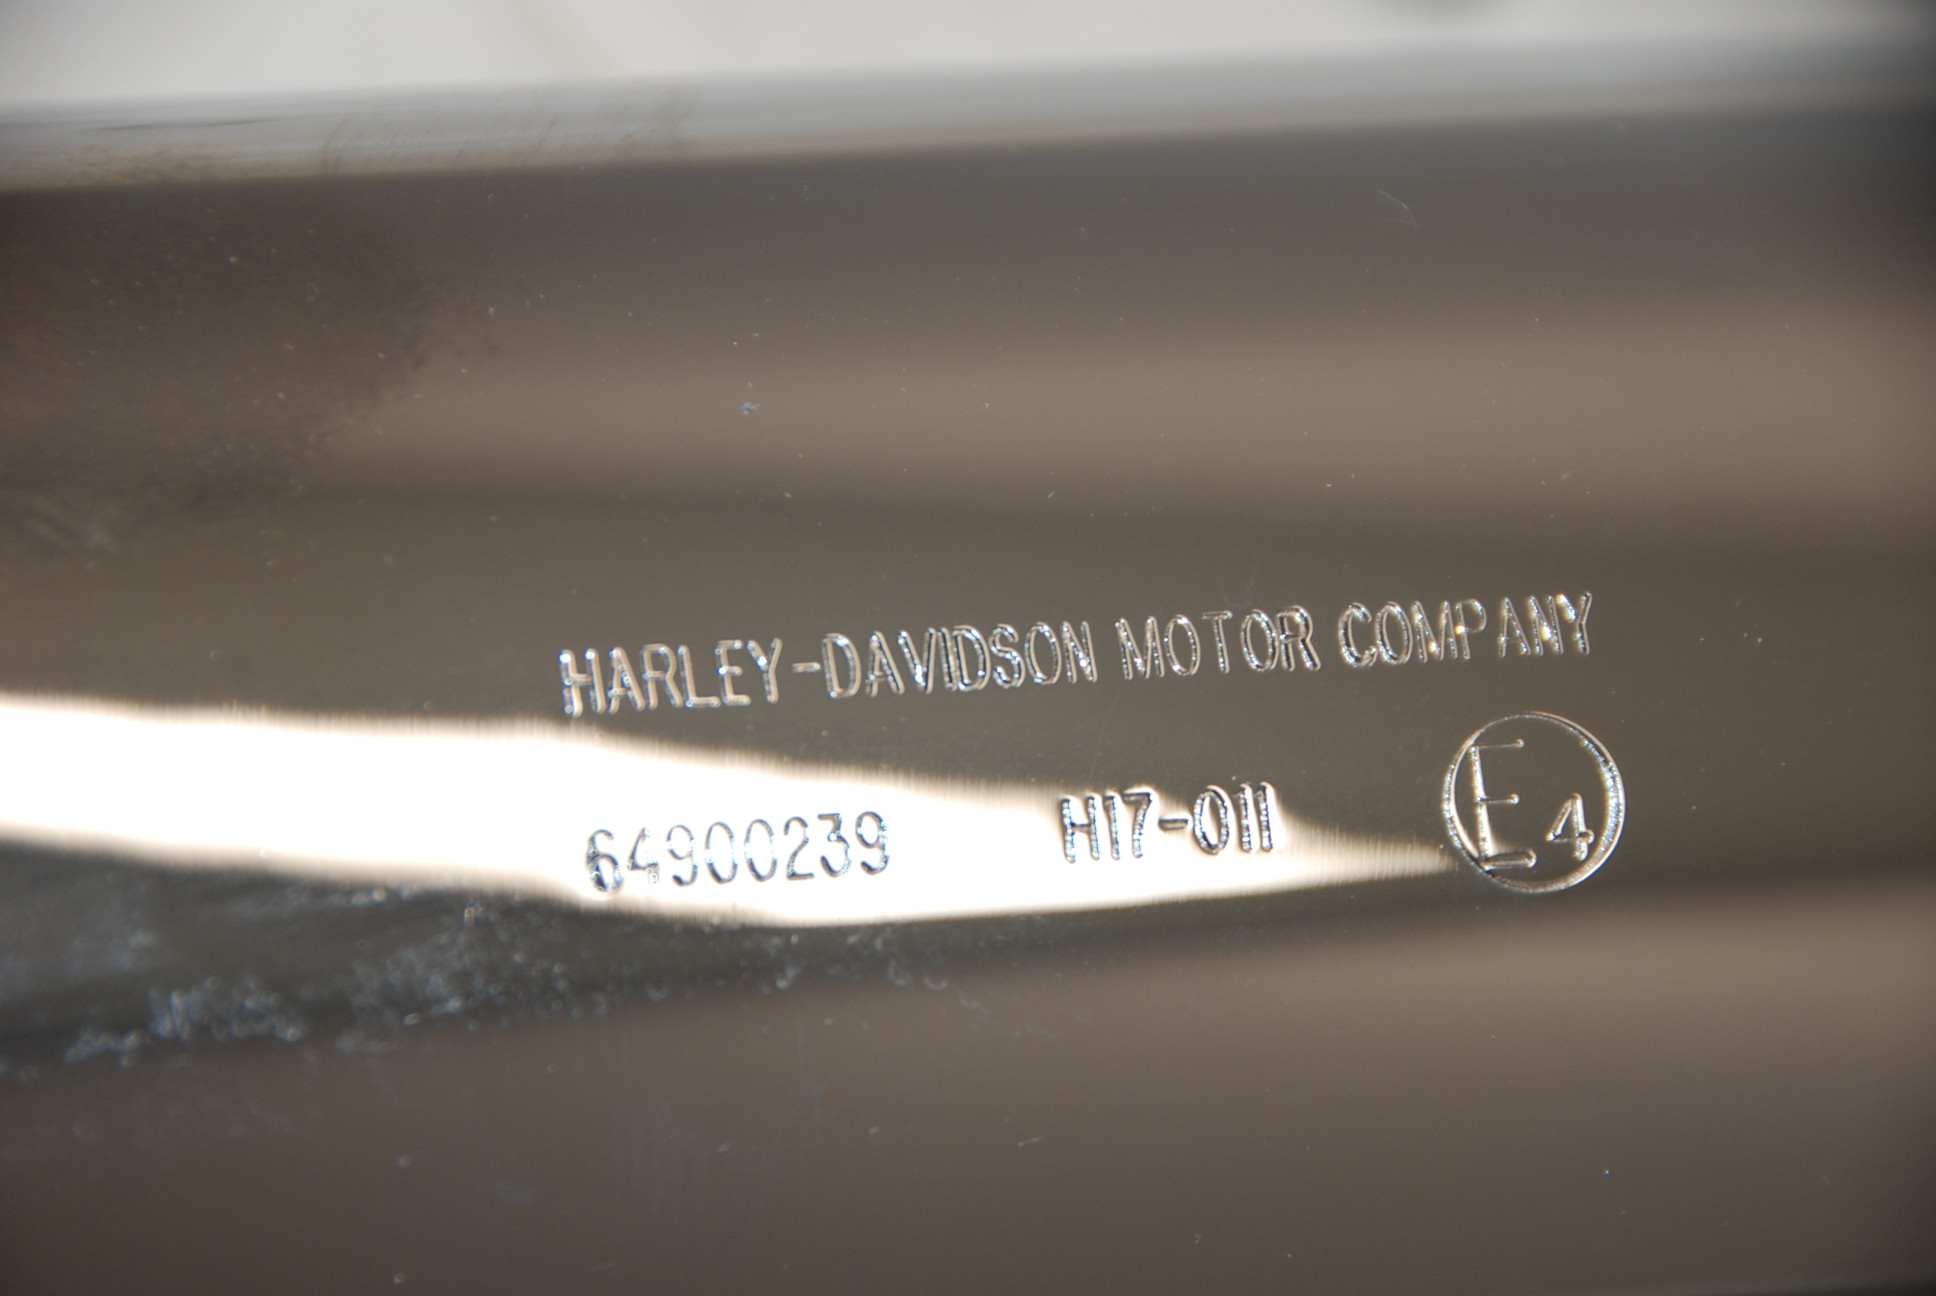 HARLEY-DAVIDSON MOTOR COMPANY
64900239 H17-011 E4